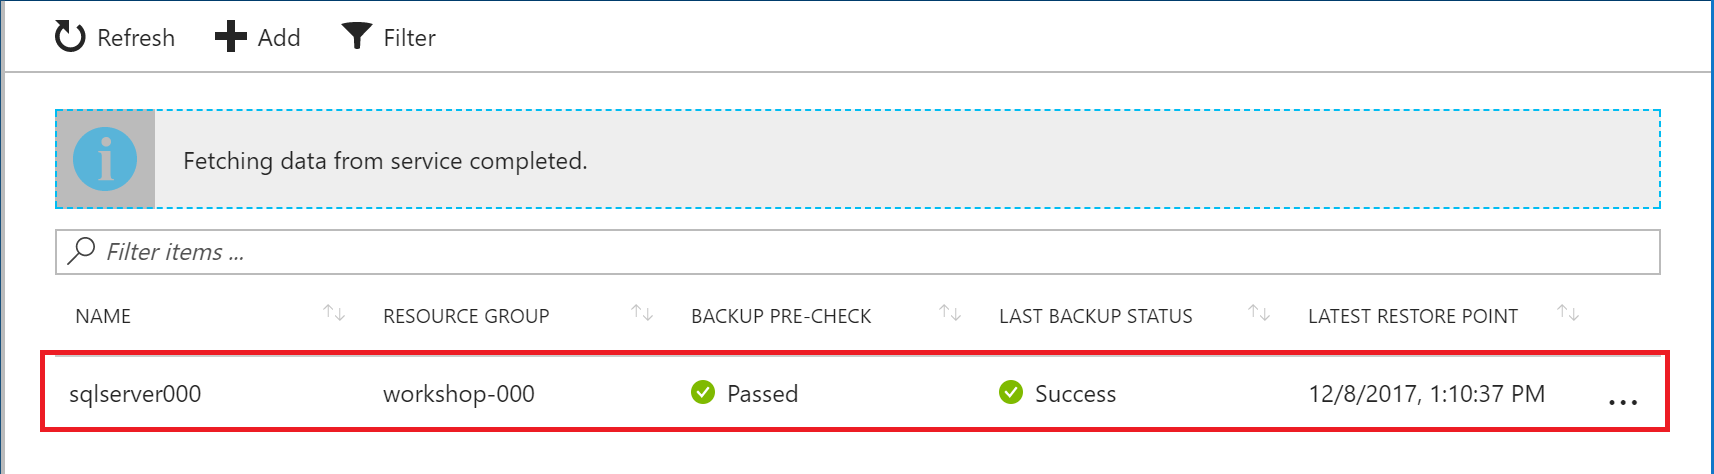 Refresh Add Filter
Fetching data from service completed.
Filter items ...
NAME RESOURCE GROUP BACKUP PRE-CHECK LAST BACKUP STATUS LATEST RESTORE POINT
sqlserver000 workshop-000 Passed Success 12/8/2017, 1:10:37 PM ...